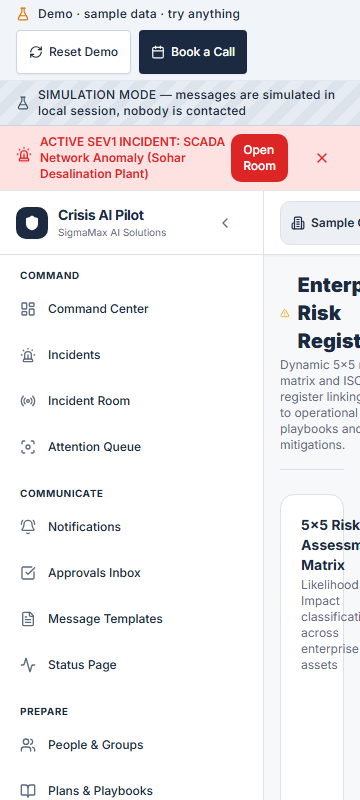 Demo · sample data · try anything
Reset Demo
Book a Call
SIMULATION MODE — messages are simulated in
local session, nobody is contacted
ACTIVE SEV1 INCIDENT: SCADA
Network Anomaly (Sohar
Desalination Plant)
Open
Room
Crisis AI Pilot
SigmaMax AI Solutions
Sample
COMMAND
Command Center
Incidents
Incident Room
Attention Queue
COMMUNICATE
Notifications
Approvals Inbox
Message Templates
Status Page
PREPARE
People & Groups
Plans & Playbooks
Risk
Dynamic 5×5
matrix and ISO
register linking
to operational
playbooks and
mitigations.
5×5 Risk
Matrix
Likelihood
Impact
across
enterprise
assets